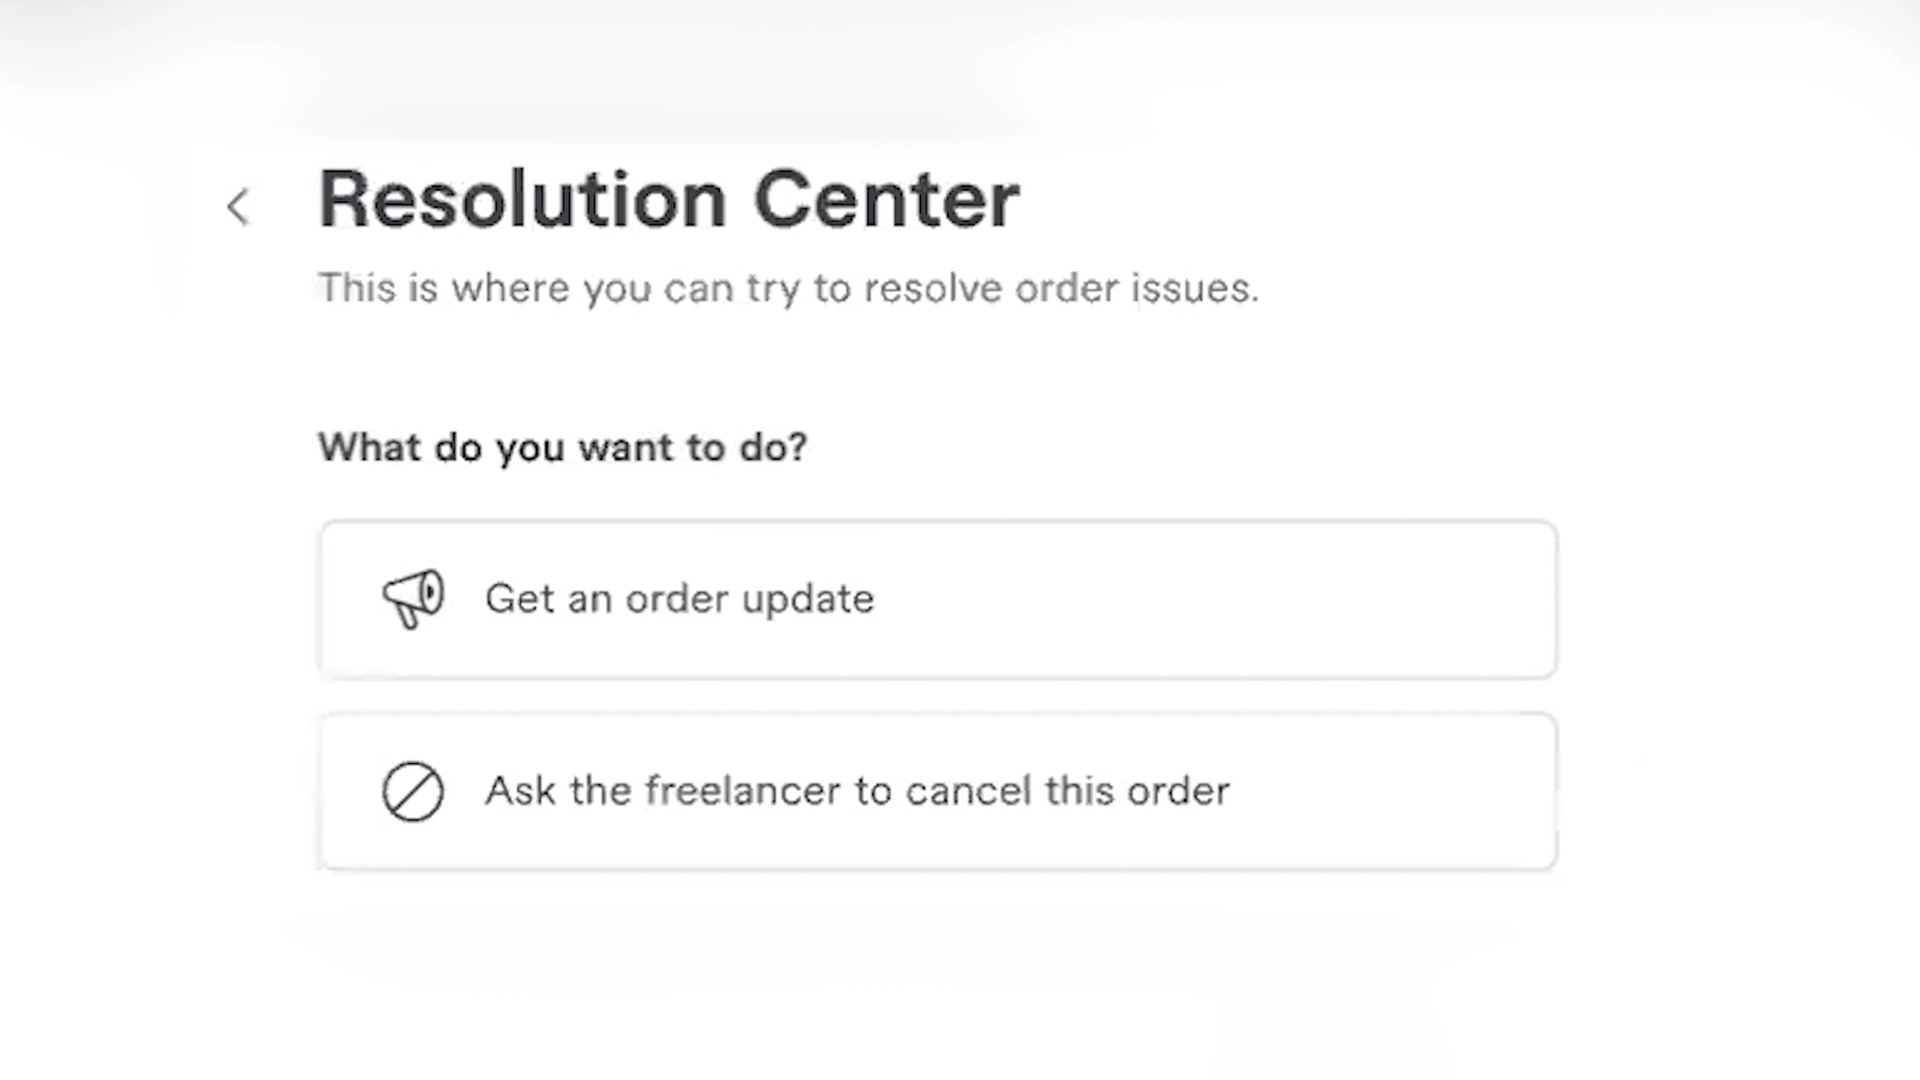 Resolution Center
This is where you can try to resolve order issues.
What do you want to do?
Get an order update
Ask the freelancer to cancel this order